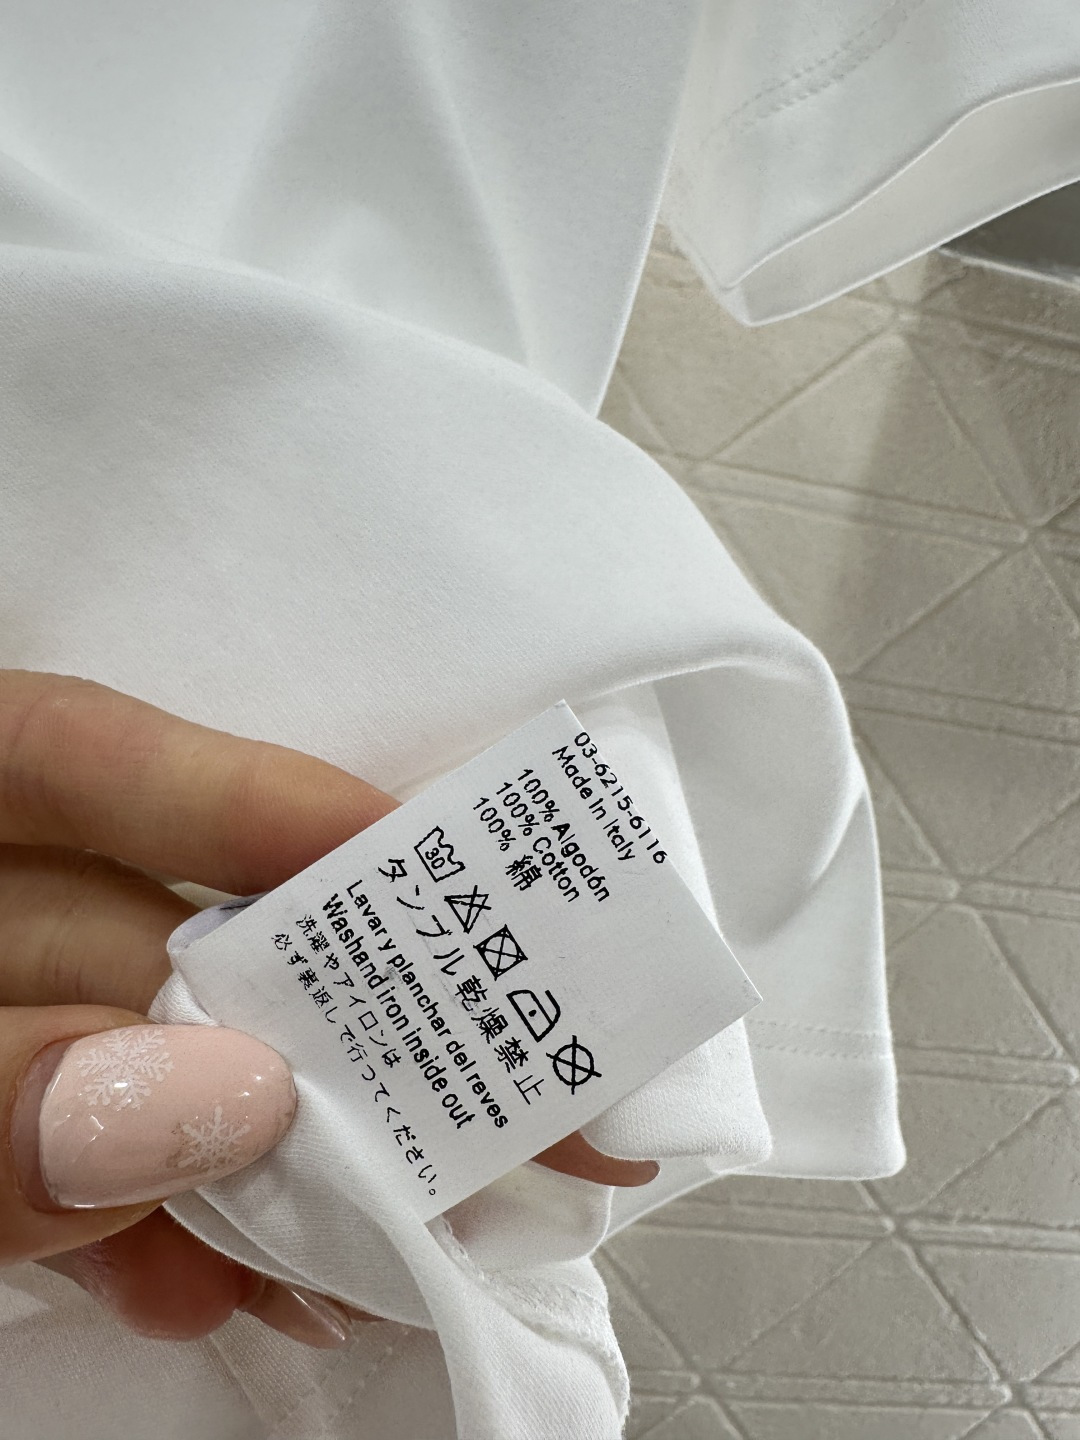 03-6215-6116
Made in Italy
100% Algodón
100% Cotton
100% 綿
30
タンブル乾燥禁止
Lavar y planchar del reves
Wash and iron inside out
洗濯やアイロンは
必ず裏返しで行ってください。